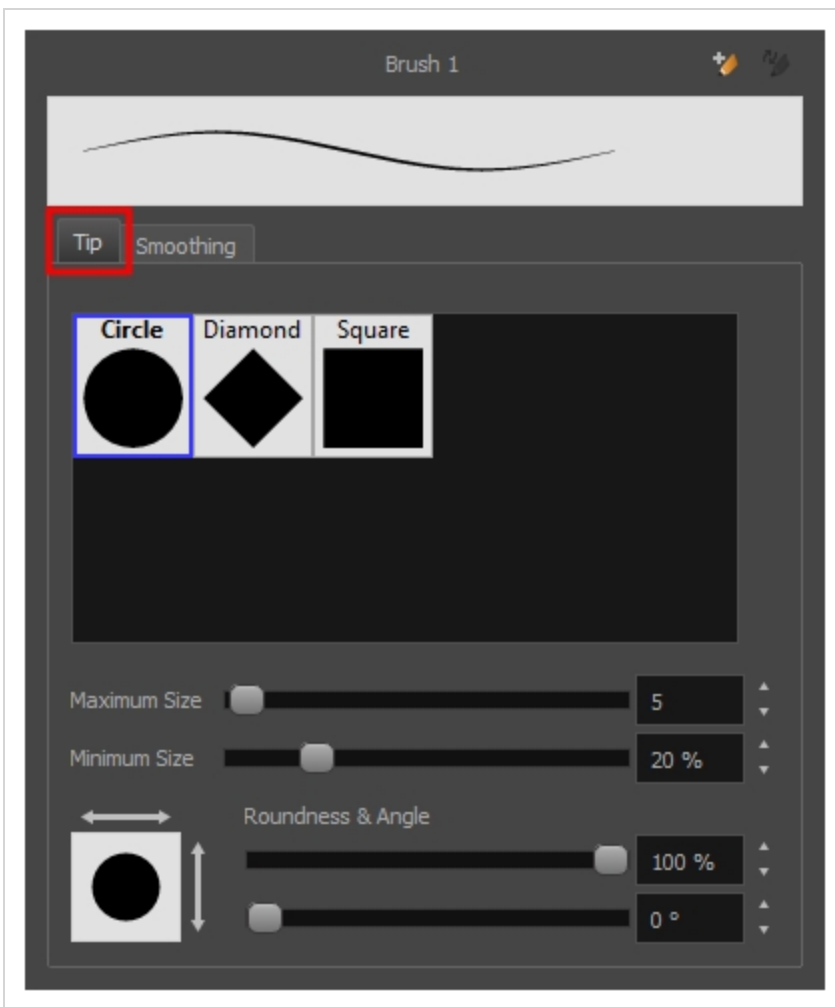 Brush 1
Tip Smoothing
Circle Diamond Square
Maximum Size 5
Minimum Size 20 %
Roundness & Angle
100 %
0 °